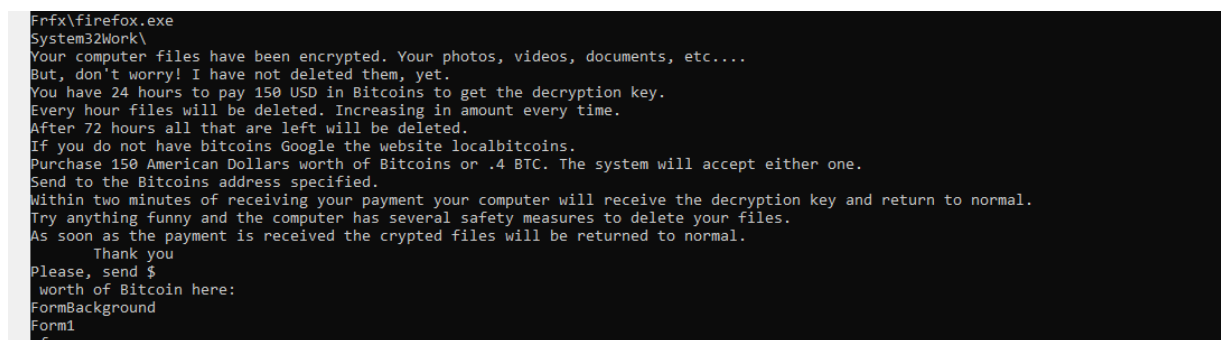 Frfx\firefox.exe
System32Work\
Your computer files have been encrypted. Your photos, videos, documents, etc....
But, don't worry! I have not deleted them, yet.
You have 24 hours to pay 150 USD in Bitcoins to get the decryption key.
Every hour files will be deleted. Increasing in amount every time.
After 72 hours all that are left will be deleted.
If you do not have bitcoins Google the website localbitcoins.
Purchase 150 American Dollars worth of Bitcoins or .4 BTC. The system will accept either one.
Send to the Bitcoins address specified.
Within two minutes of receiving your payment your computer will receive the decryption key and return to normal.
Try anything funny and the computer has several safety measures to delete your files.
As soon as the payment is received the crypted files will be returned to normal.
Thank you
Please, send $
worth of Bitcoin here:
FormBackground
Form1